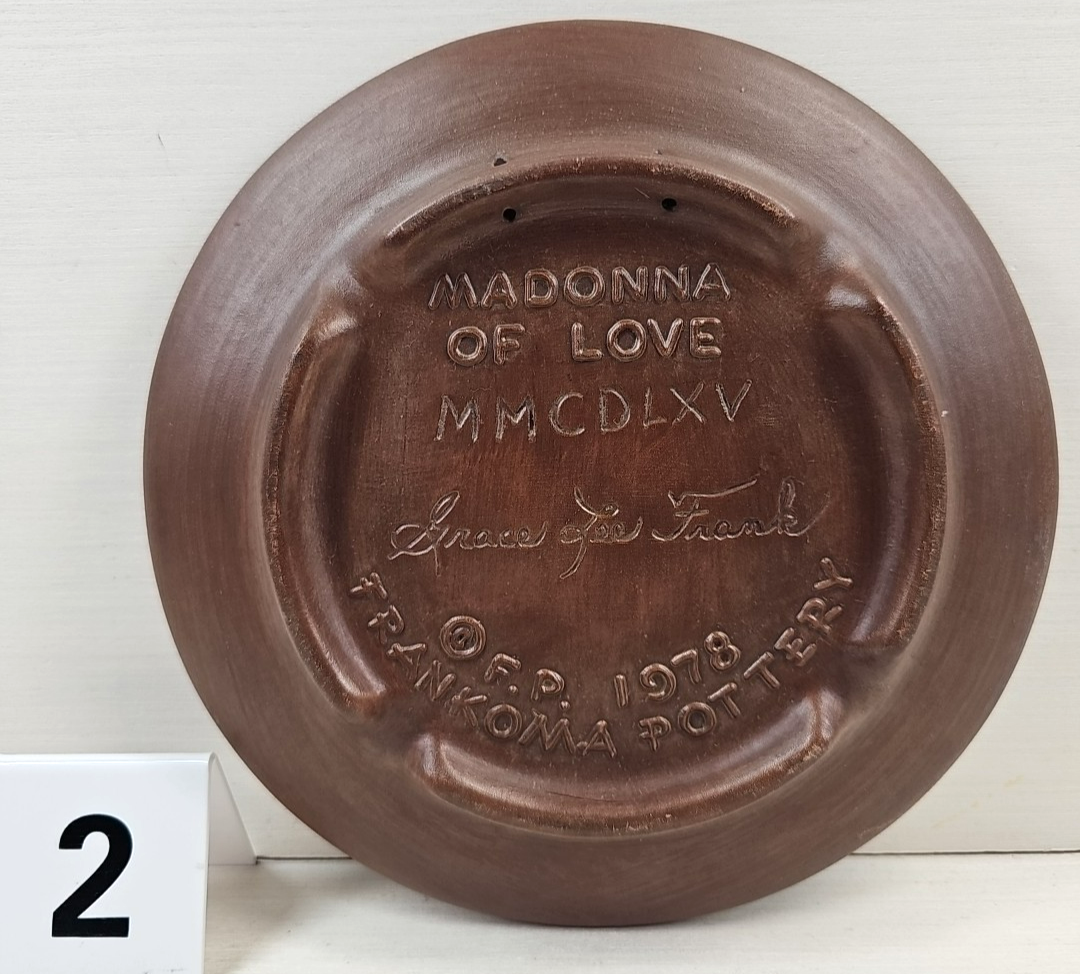 MADONNA
OF LOVE
MMCDLXV
Grace Lee Frank
© F.P. 1978
FRANKOMA POTTERY
2